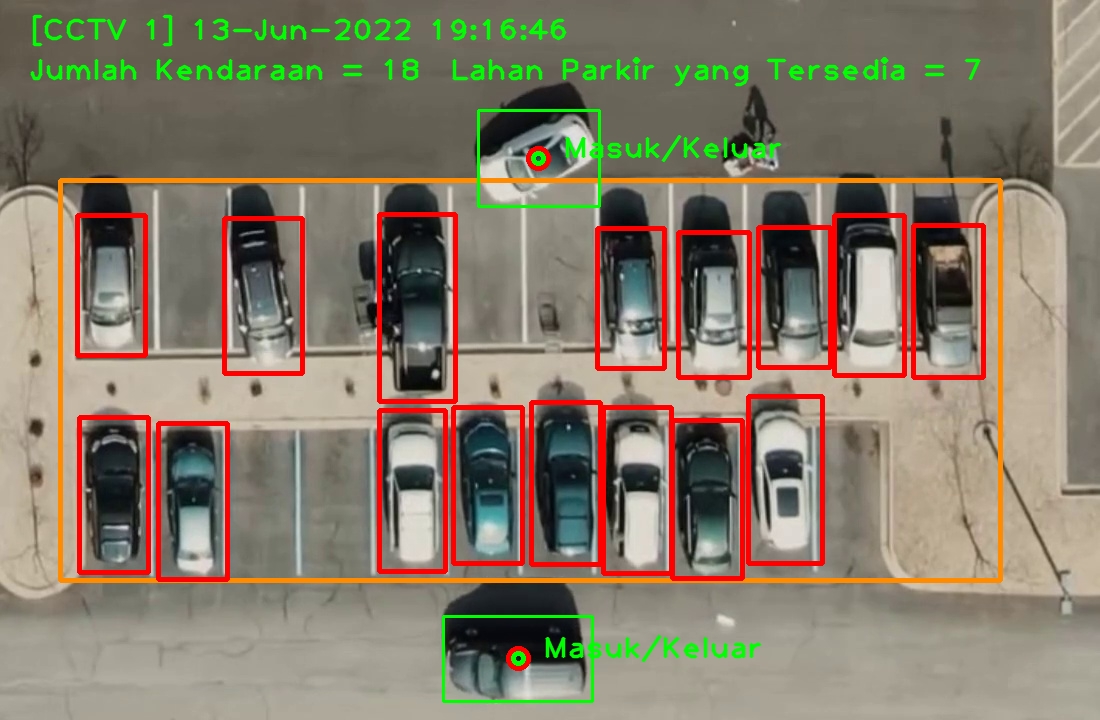 [CCTV 1] 13-Jun-2022 19:16:46
Jumlah Kendaraan = 18 Lahan Parkir yang Tersedia = 7
Masuk/Keluar
Masuk/Keluar